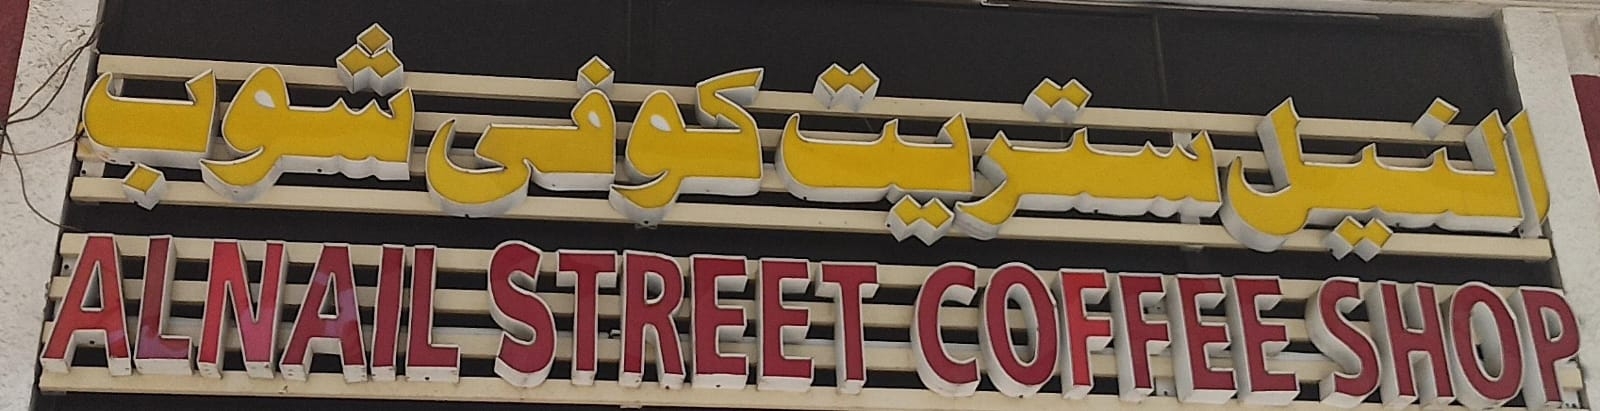 النيل ستريت كوفى شوب
ALNAIL STREET COFFEE SHOP